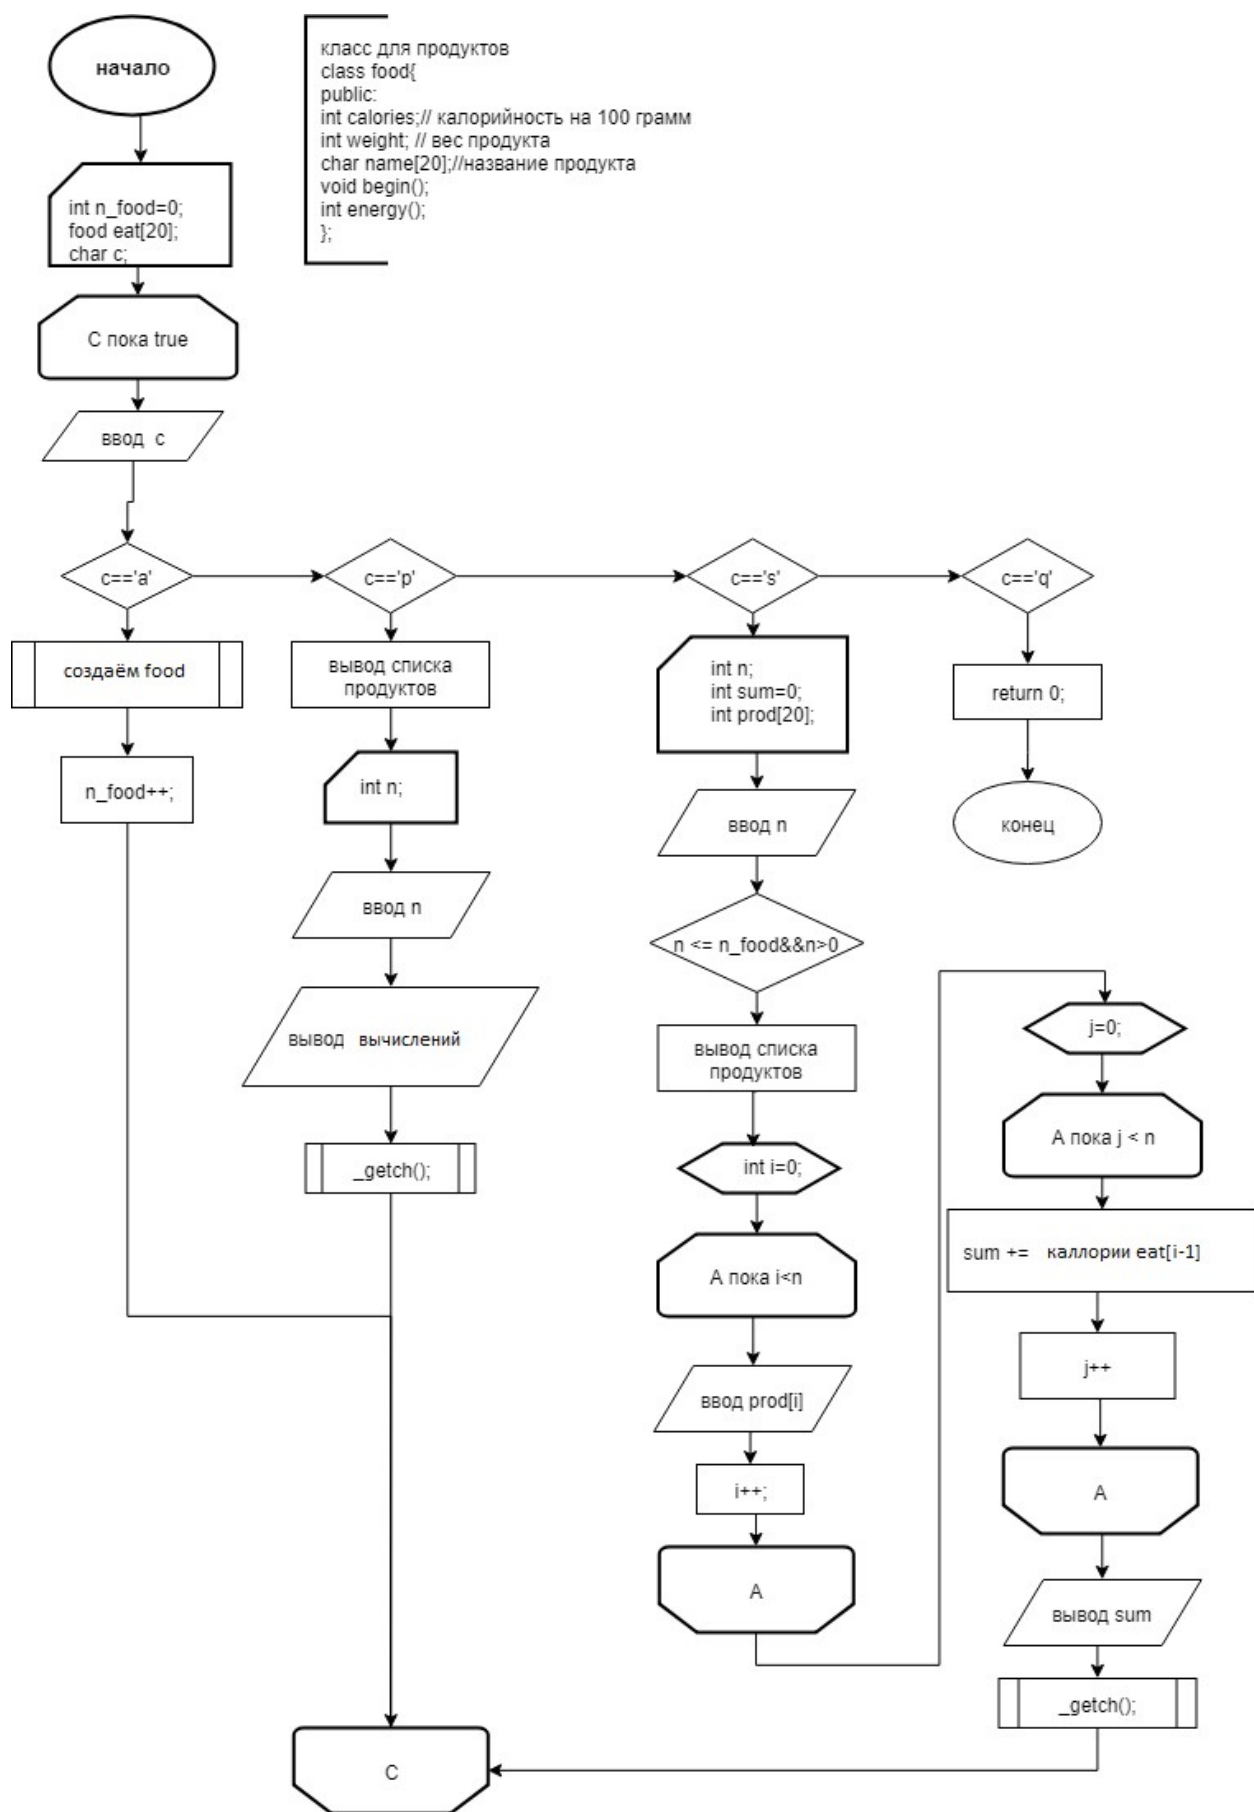 начало
класс для продуктов
class food{
public:
int calories;// калорийность на 100 грамм
int weight; // вес продукта
char name[20];//название продукта
void begin();
int energy();
};
int n_food=0;
food eat[20];
char c;
C пока true
ввод c
c=='a'
c=='p'
c=='s'
c=='q'
создаём food
n_food++;
вывод списка
продуктов
int n;
ввод n
вывод вычислений
_getch();
int n;
int sum=0;
int prod[20];
ввод n
n <= n_food&&n>0
вывод списка
продуктов
int i=0;
А пока i<n
ввод prod[i]
i++;
А
return 0;
конец
j=0;
А пока j < n
sum += каллории eat[i-1]
j++
А
вывод sum
_getch();
C